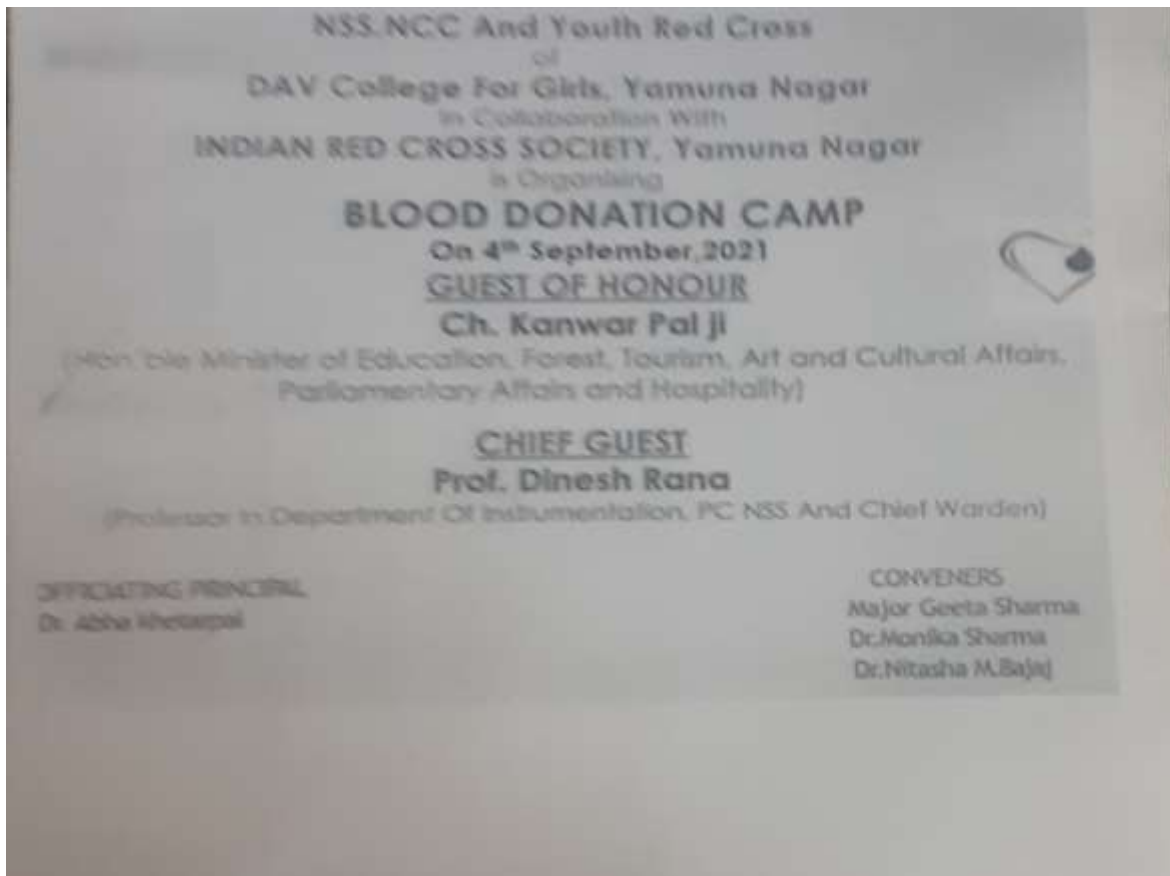 NSS.NCC And Youth Red Cross
of
DAV College For Girls, Yamuna Nagar
In Collaboration With
INDIAN RED CROSS SOCIETY, Yamuna Nagar
is Organising
BLOOD DONATION CAMP
On 4th September,2021
GUEST OF HONOUR
Ch. Kanwar Pal ji
(Hon'ble Minister of Education, Forest, Tourism, Art and Cultural Affairs,
Parliamentary Affairs and Hospitality)
CHIEF GUEST
Prof. Dinesh Rana
(Professor In Department Of Instrumentation, PC NSS And Chief Warden)
OFFICIATING PRINCIPAL
Dr. Abha Khetarpal
CONVENERS
Major Geeta Sharma
Dr.Monika Sharma
Dr.Nitasha M.Bajaj